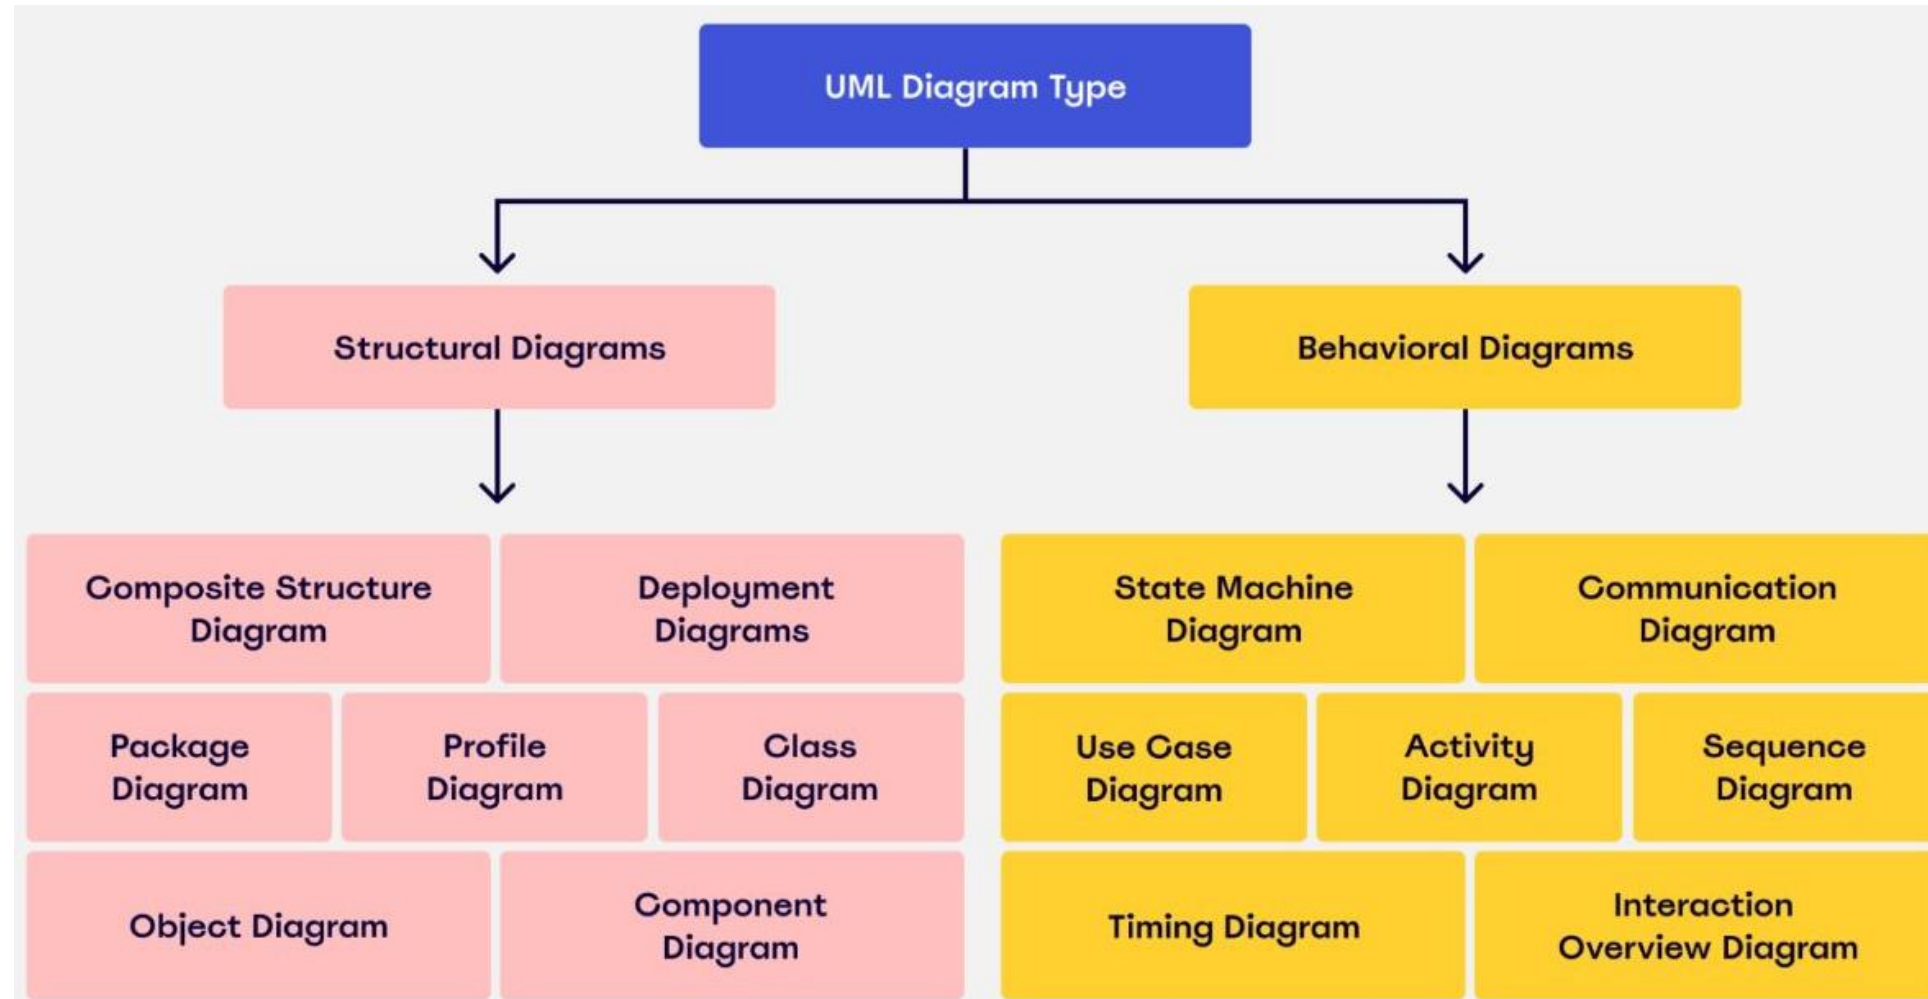 UML Diagram Type
Structural Diagrams
Behavioral Diagrams
Composite Structure
Diagram
Deployment
Diagrams
State Machine
Diagram
Communication
Diagram
Package
Diagram
Profile
Diagram
Class
Diagram
Use Case
Diagram
Activity
Diagram
Sequence
Diagram
Object Diagram
Component
Diagram
Timing Diagram
Interaction
Overview Diagram